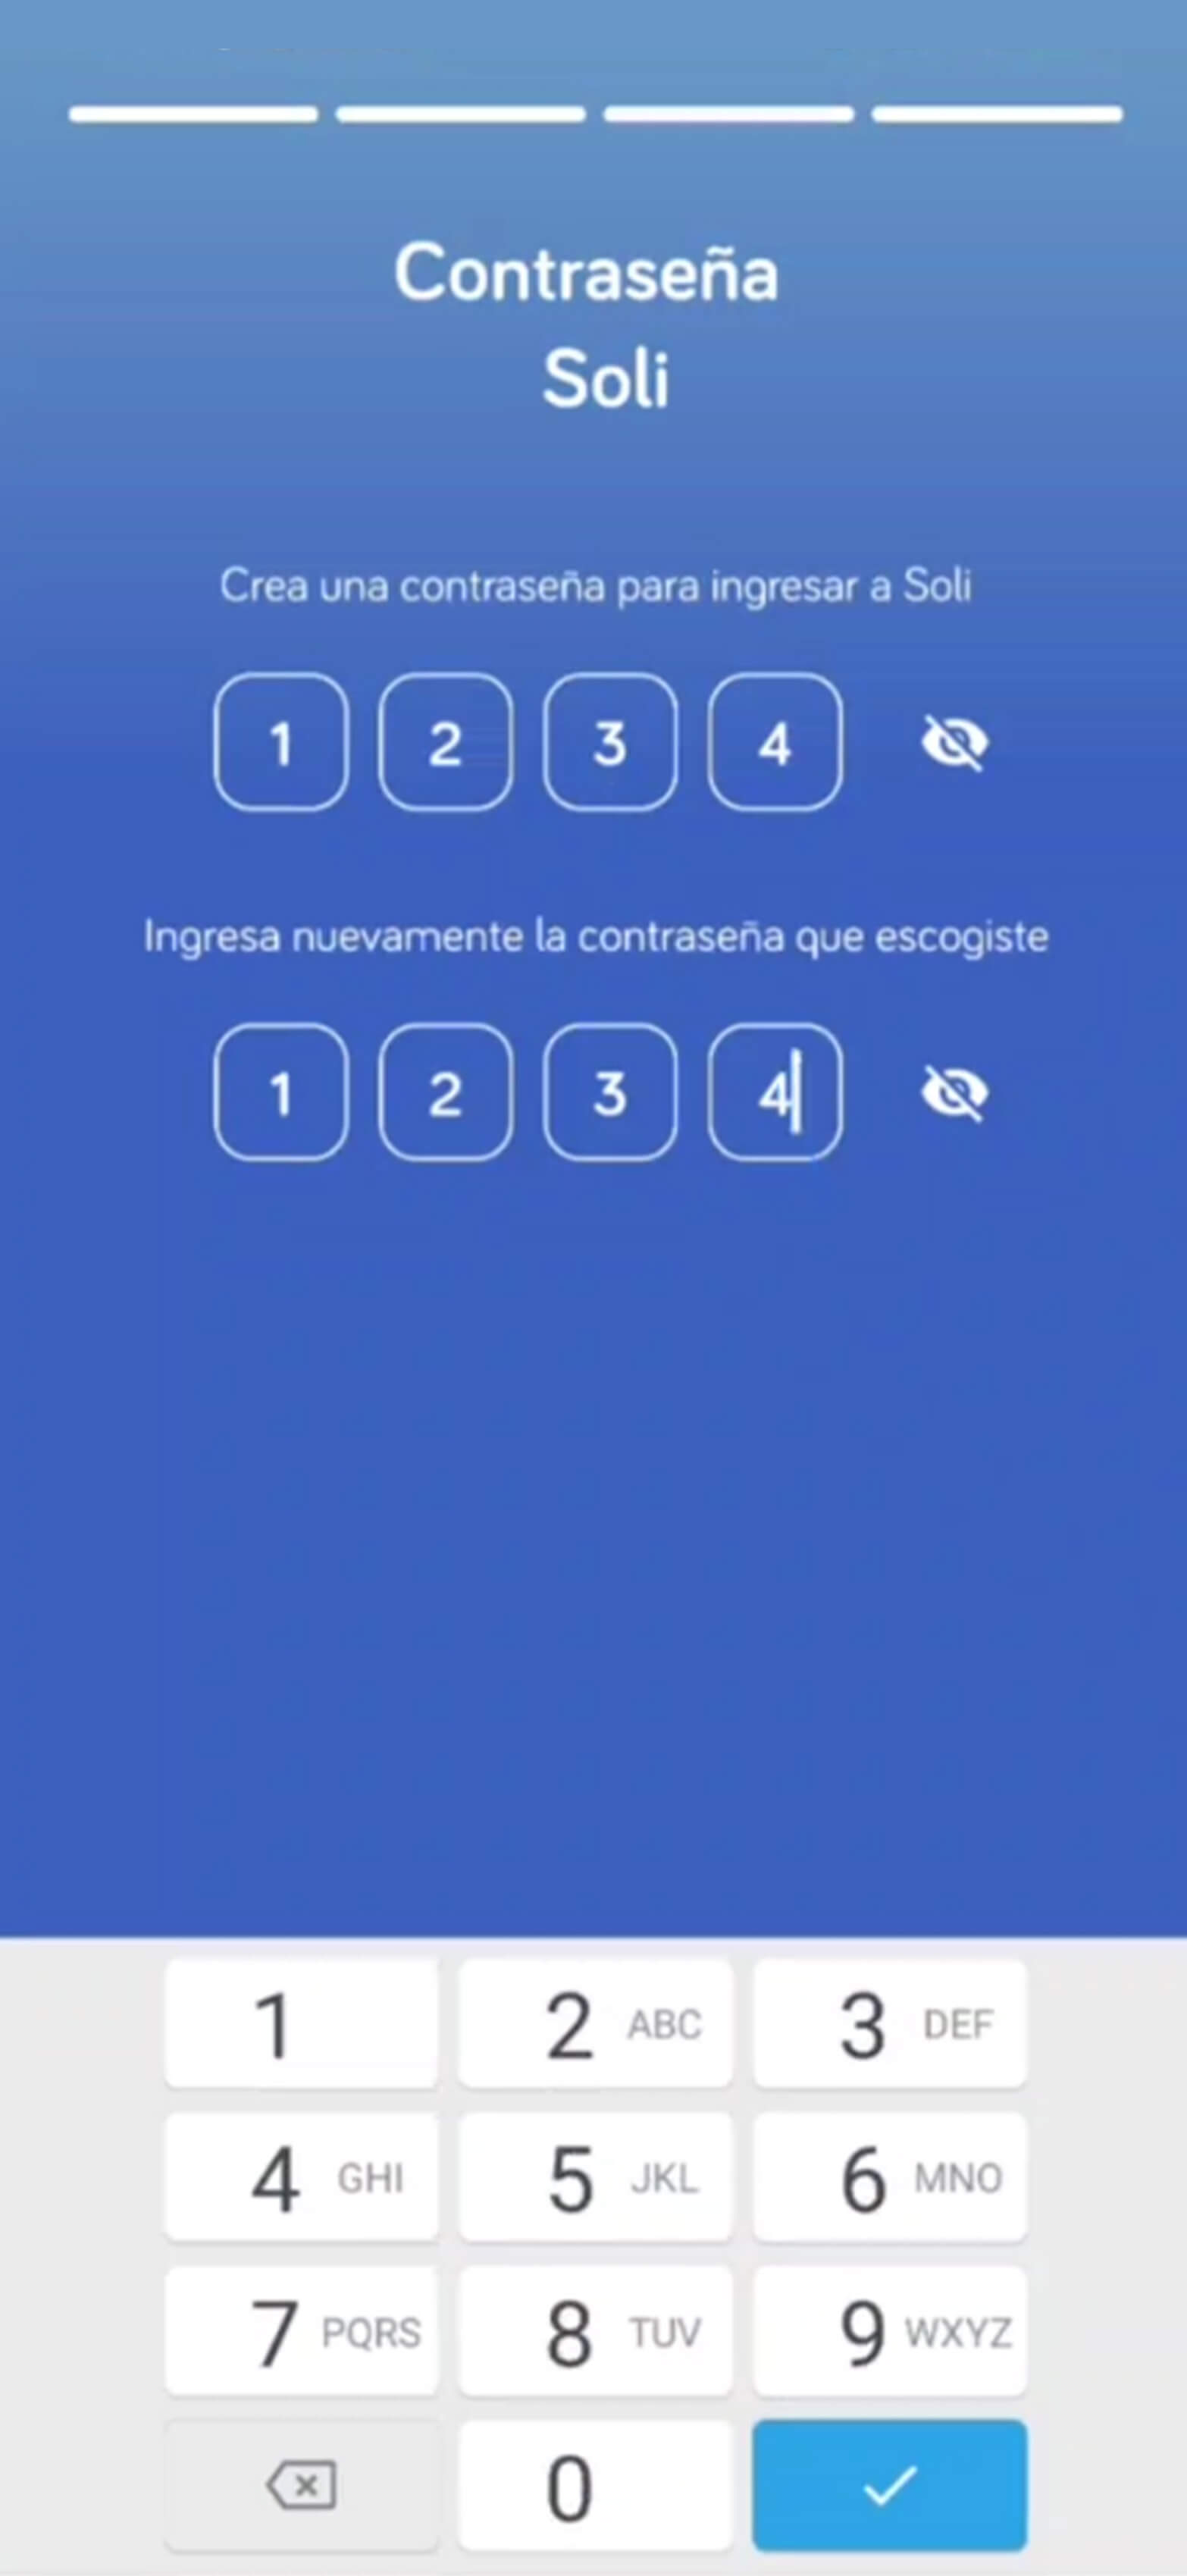 Contraseña
Soli
Crea una contraseña para ingresar a Soli
1 2 3 4
Ingresa nuevamente la contraseña que escogiste
1 2 3 4
1 2 ABC 3 DEF
4 GHI 5 JKL 6 MNO
7 PQRS 8 TUV 9 WXYZ
0